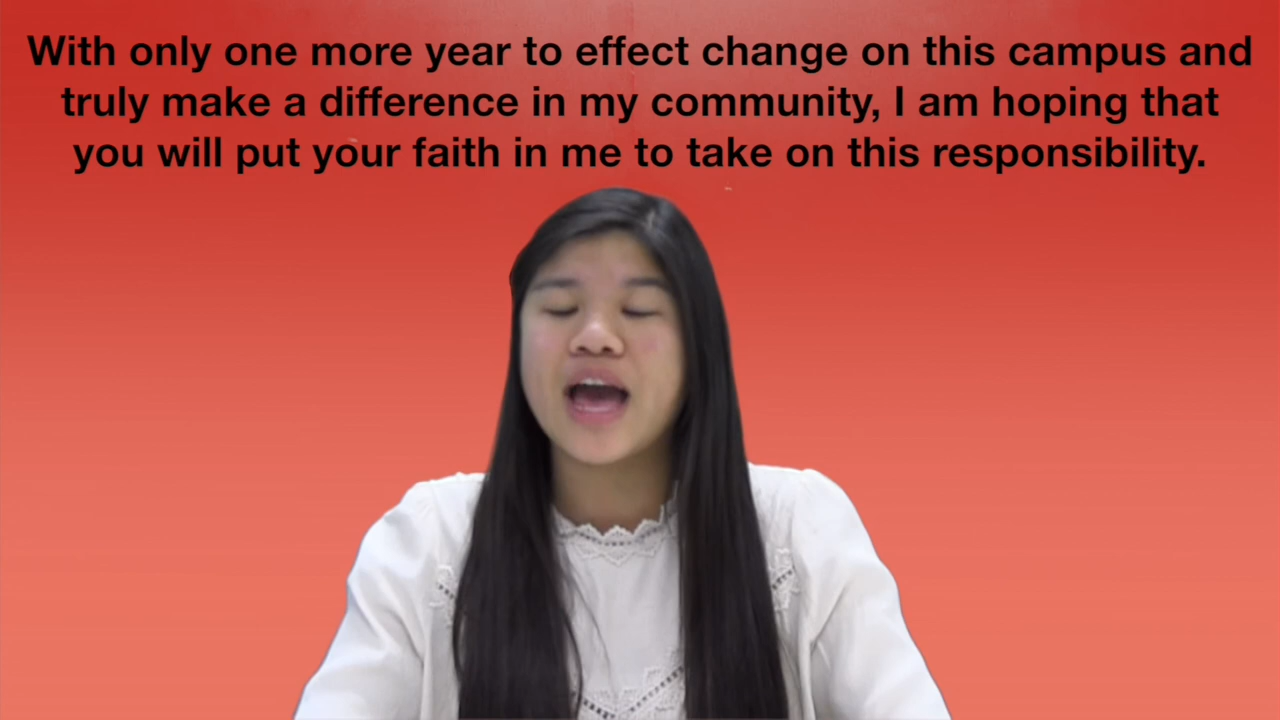 With only one more year to effect change on this campus and
truly make a difference in my community, I am hoping that
you will put your faith in me to take on this responsibility.